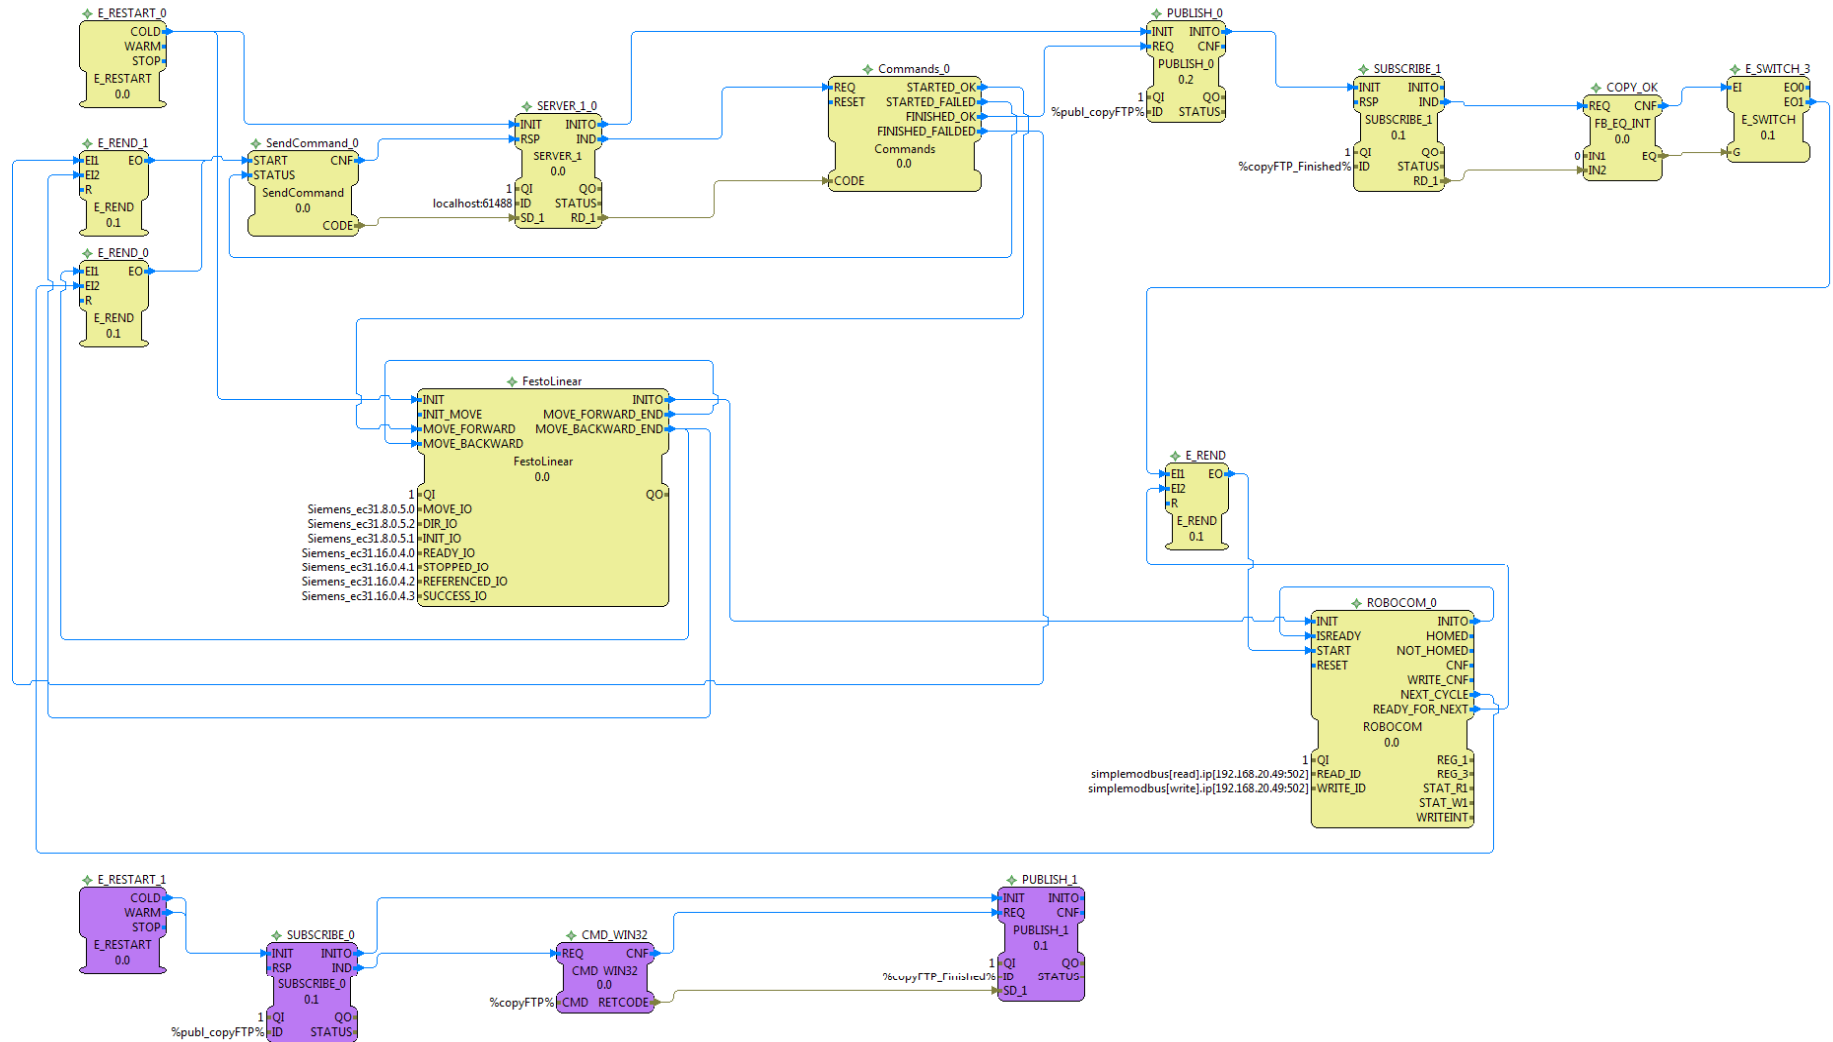 E_RESTART_0
COLD
WARM
STOP
E_RESTART
0.0
E_REND_1
EI1 EO
EI2
R
E_REND
0.1
E_REND_0
EI1 EO
EI2
R
E_REND
0.1
SendCommand_0
START CNF
STATUS
SendCommand
0.0
CODE
SERVER_1_0
INIT INITO
RSP IND
SERVER_1
0.0
1 QI QO
localhost:61488 ID STATUS
SD_1 RD_1
Commands_0
REQ STARTED_OK
RESET STARTED_FAILED
FINISHED_OK
FINISHED_FAILDED
Commands
0.0
CODE
PUBLISH_0
INIT INITO
REQ CNF
PUBLISH_0
0.2
1 QI QO
%publ_copyFTP% ID STATUS
SUBSCRIBE_1
INIT INITO
RSP IND
SUBSCRIBE_1
0.1
1 QI QO
%copyFTP_Finished% ID STATUS
RD_1
COPY_OK
REQ CNF
FB_EQ_INT
0.0
0 IN1 EQ
IN2
E_SWITCH_3
EI EO0
EO1
E_SWITCH
0.1
G
FestoLinear
INIT INITO
INIT_MOVE MOVE_FORWARD_END
MOVE_FORWARD MOVE_BACKWARD_END
MOVE_BACKWARD
FestoLinear
0.0
1 QI QO
Siemens_ec31.8.0.5.0 MOVE_IO
Siemens_ec31.8.0.5.2 DIR_IO
Siemens_ec31.8.0.5.1 INIT_IO
Siemens_ec31.16.0.4.0 READY_IO
Siemens_ec31.16.0.4.1 STOPPED_IO
Siemens_ec31.16.0.4.2 REFERENCED_IO
Siemens_ec31.16.0.4.3 SUCCESS_IO
E_REND
EI1 EO
EI2
R
E_REND
0.1
ROBOCOM_0
INIT INITO
ISREADY HOMED
START NOT_HOMED
RESET CNF
WRITE_CNF
NEXT_CYCLE
READY_FOR_NEXT
ROBOCOM
0.0
1 QI REG_1
simplemodbus[read].ip[192.168.20.49:502] READ_ID REG_3
simplemodbus[write].ip[192.168.20.49:502] WRITE_ID STAT_R1
STAT_W1
WRITEINT
E_RESTART_1
COLD
WARM
STOP
E_RESTART
0.0
SUBSCRIBE_0
INIT INITO
RSP IND
SUBSCRIBE_0
0.1
1 QI QO
%publ_copyFTP% ID STATUS
CMD_WIN32
REQ CNF
CMD_WIN32
0.0
%copyFTP% CMD RETCODE
PUBLISH_1
INIT INITO
REQ CNF
PUBLISH_1
0.1
1 QI QO
%copyFTP_Finished% ID STATUS
SD_1